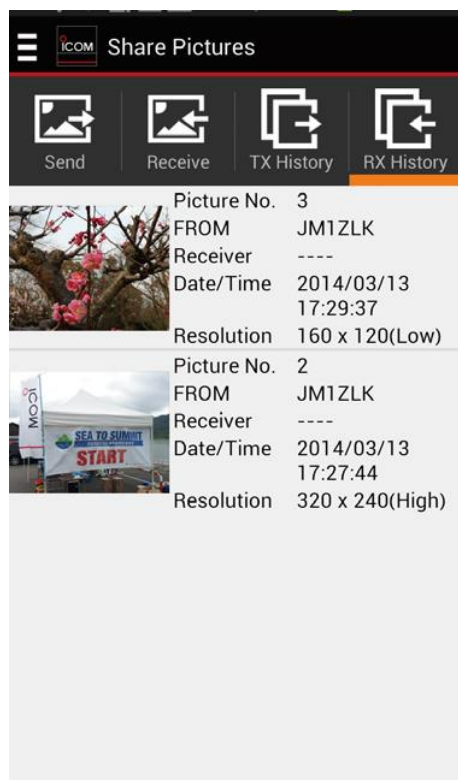 ICOM Share Pictures
Send Receive TX History RX History
Picture No. 3
FROM JM1ZLK
Receiver ----
Date/Time 2014/03/13
17:29:37
Resolution 160 x 120(Low)
Picture No. 2
FROM JM1ZLK
Receiver ----
Date/Time 2014/03/13
17:27:44
Resolution 320 x 240(High)
ICOM
SEA TO SUMMIT
START